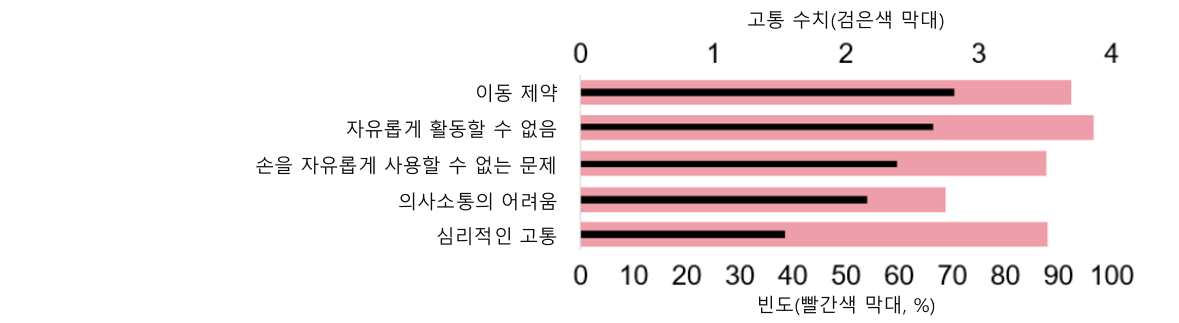 고통 수치(검은색 막대)
0 1 2 3 4
이동 제약
자유롭게 활동할 수 없음
손을 자유롭게 사용할 수 없는 문제
의사소통의 어려움
심리적인 고통
0 10 20 30 40 50 60 70 80 90 100
빈도(빨간색 막대, %)